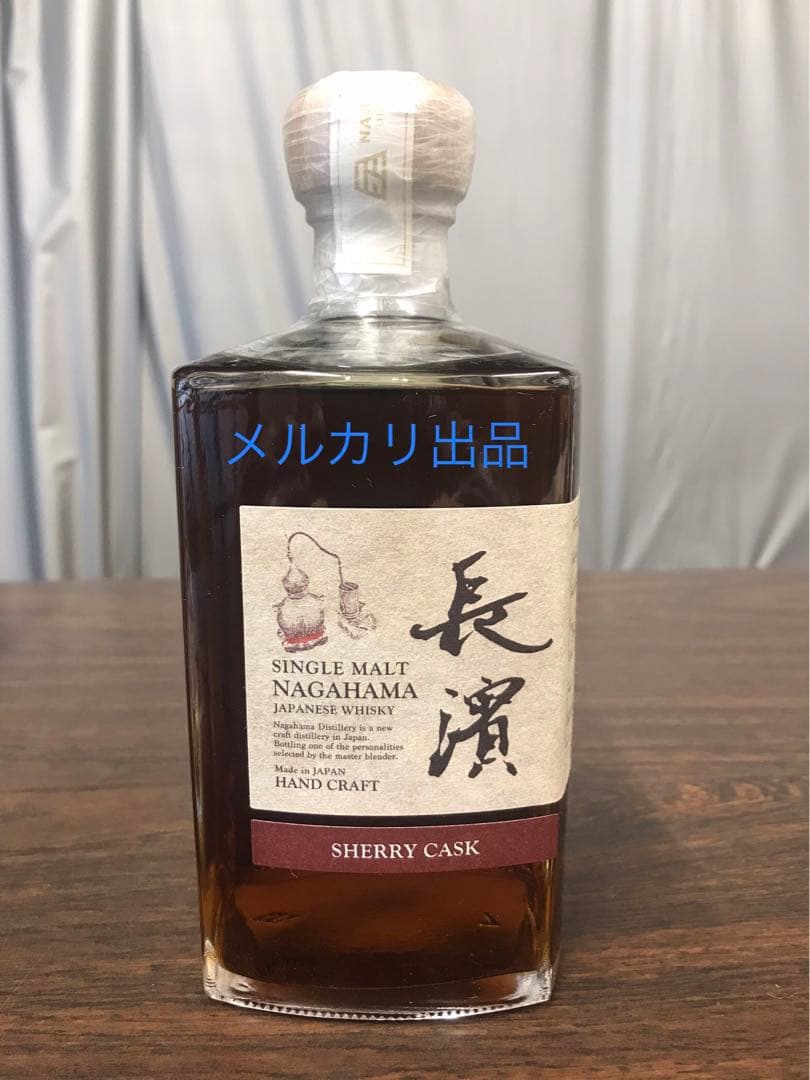 メルカリ出品
SINGLE MALT
NAGAHAMA
JAPANESE WHISKY
Nagahama Distillery is a new
craft distillery in Japan.
Bottling one of the personalities
selected by the master blender.
Made in JAPAN
HAND CRAFT
長濱
SHERRY CASK